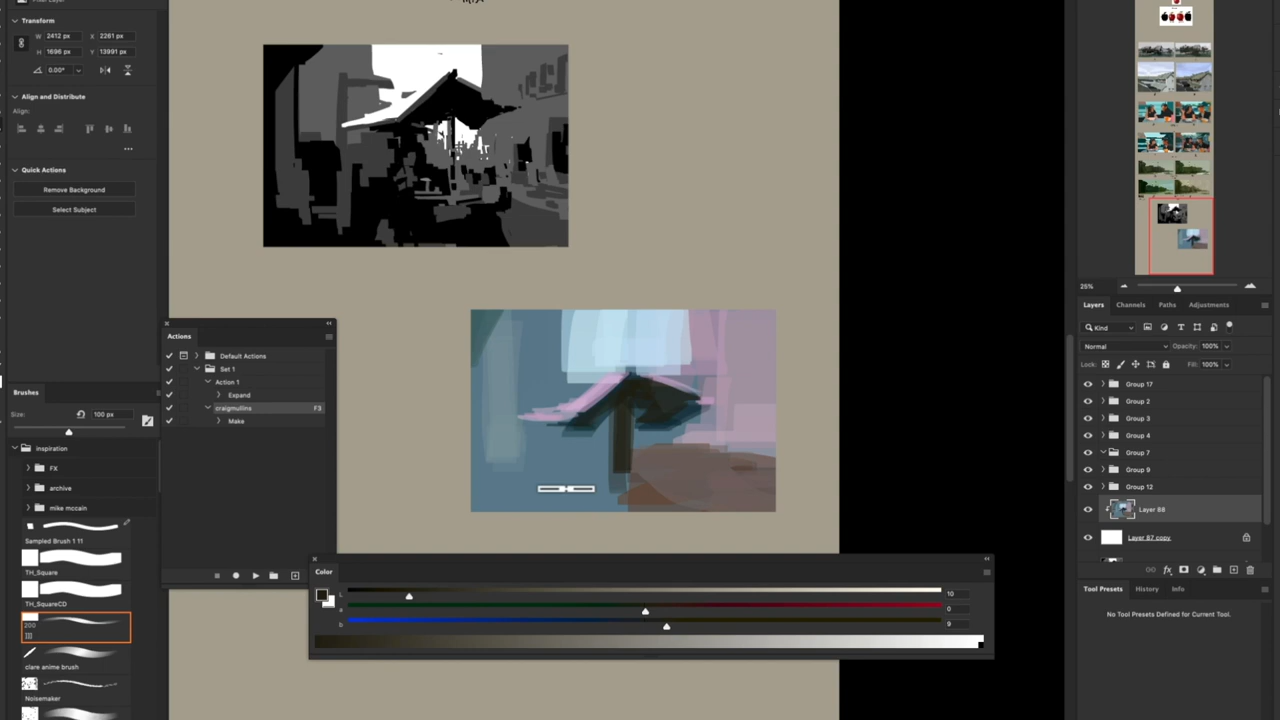 Transform
W 2412 px X 2261 px
H 1696 px Y 13991 px
0.00°
Align and Distribute
Align:
Quick Actions
Remove Background
Select Subject
Brushes
Size: 100 px
inspiration
FX
archive
mike mccain
Sampled Brush 1 11
TH_Square
TH_SquareCD
200
clare anime brush
Noisemaker
Actions
Default Actions
Set 1
Action 1
Expand
craigmullins F3
Make
Color
L 10
a 0
b 9
25%
Layers Channels Paths Adjustments
Kind
Normal Opacity: 100%
Lock: Fill: 100%
Group 17
Group 2
Group 3
Group 4
Group 7
Group 9
Group 12
Layer 88
Layer 87 copy
fx
Tool Presets History Info
No Tool Presets Defined for Current Tool.